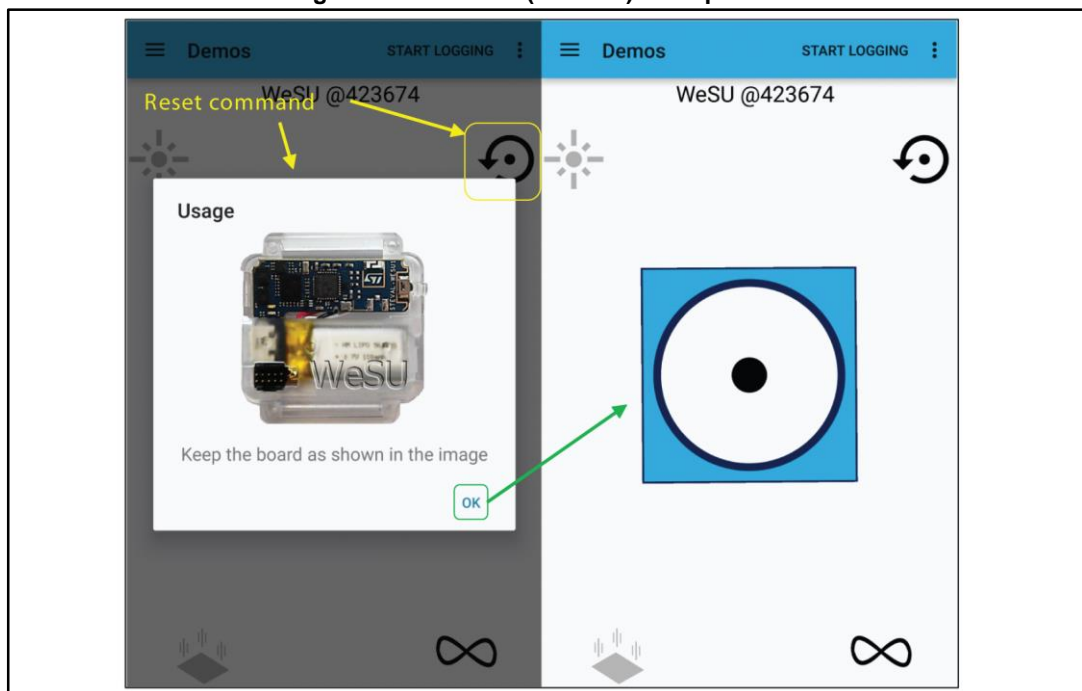 Demos START LOGGING
WeSU @423674
Reset command
Usage
ST
WeSU
Keep the board as shown in the image
OK
Demos START LOGGING
WeSU @423674